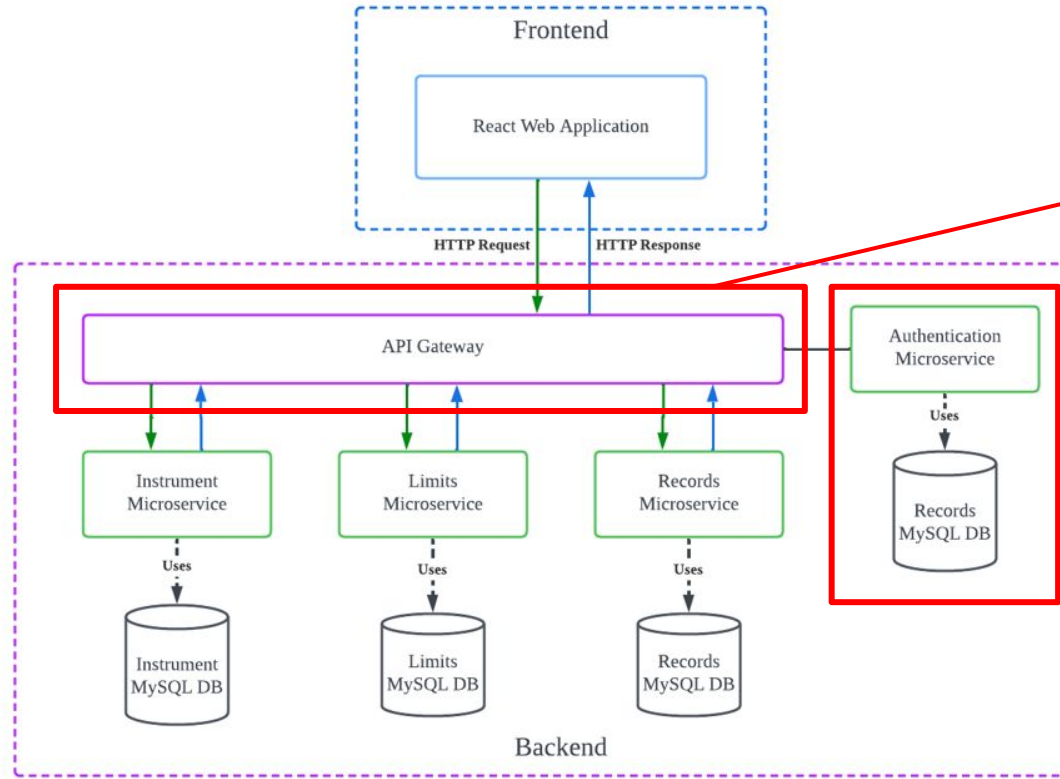 Frontend
React Web Application
HTTP Request
HTTP Response
API Gateway
Authentication
Microservice
Uses
Records
MySQL DB
Instrument
Microservice
Limits
Microservice
Records
Microservice
Uses
Uses
Uses
Instrument
MySQL DB
Limits
MySQL DB
Records
MySQL DB
Backend